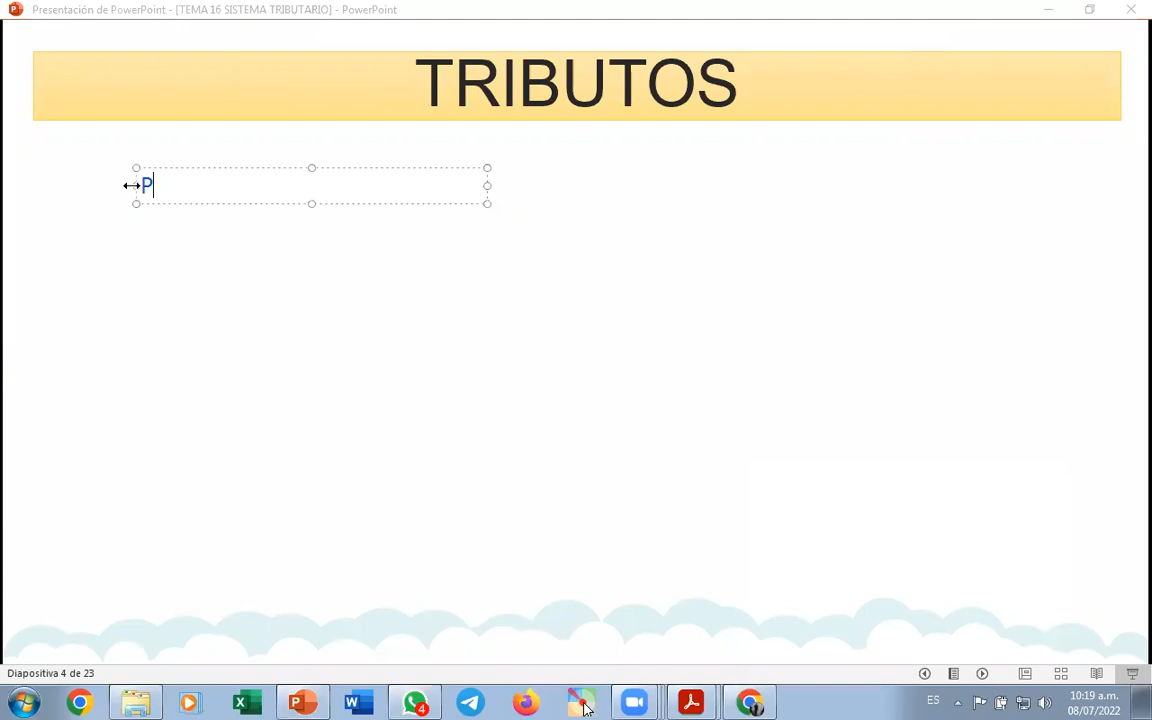 Presentación de PowerPoint - [TEMA 16 SISTEMA TRIBUTARIO] - PowerPoint
TRIBUTOS
P
Diapositiva 4 de 23
4
ES
10:19 a.m.
08/07/2022